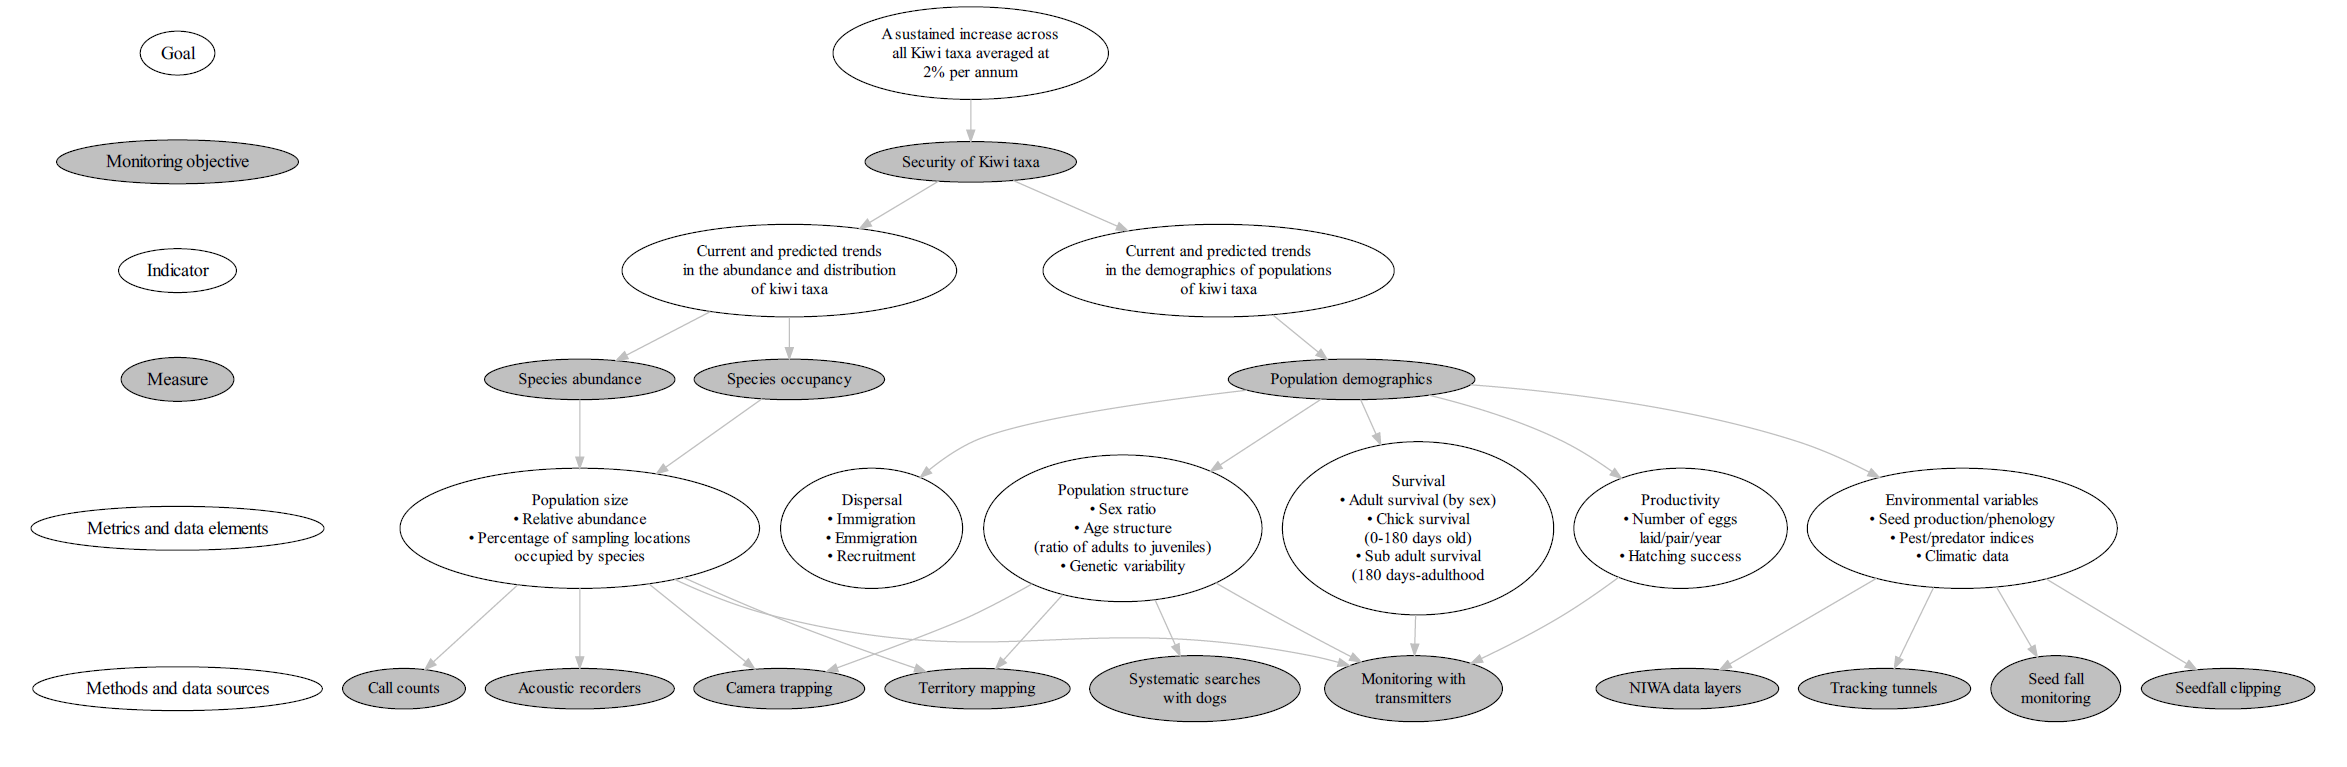 Goal
A sustained increase across
all Kiwi taxa averaged at
2% per annum
Monitoring objective
Security of Kiwi taxa
Indicator
Current and predicted trends
in the abundance and distribution
of kiwi taxa
Current and predicted trends
in the demographics of populations
of kiwi taxa
Measure
Species abundance
Species occupancy
Population demographics
Metrics and data elements
Population size
• Relative abundance
• Percentage of sampling locations
occupied by species
Dispersal
• Immigration
• Emmigration
• Recruitment
Population structure
• Sex ratio
• Age structure
(ratio of adults to juveniles)
• Genetic variability
Survival
• Adult survival (by sex)
• Chick survival
(0-180 days old)
• Sub adult survival
(180 days-adulthood
Productivity
• Number of eggs
laid/pair/year
• Hatching success
Environmental variables
• Seed production/phenology
• Pest/predator indices
• Climatic data
Methods and data sources
Call counts
Acoustic recorders
Camera trapping
Territory mapping
Systematic searches
with dogs
Monitoring with
transmitters
NIWA data layers
Tracking tunnels
Seed fall
monitoring
Seedfall clipping